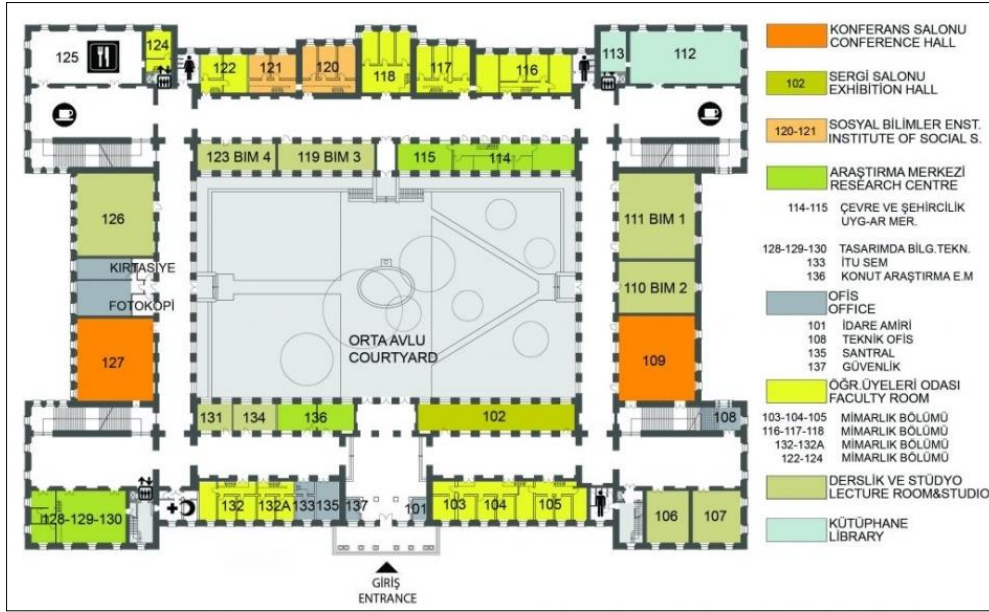 125
124
122
121
120
118
117
116
113
112
123 BIM 4
119 BIM 3
115
114
126
KIRTASİYE
FOTOKOPİ
127
111 BIM 1
110 BIM 2
109
ORTA AVLU
COURTYARD
131
134
136
102
108
128-129-130
132
132A
133
135
137
101
103
104
105
106
107
GİRİŞ
ENTRANCE
KONFERANS SALONU
CONFERENCE HALL
102
SERGİ SALONU
EXHIBITION HALL
120-121
SOSYAL BİLİMLER ENST.
INSTITUTE OF SOCIAL S.
ARAŞTIRMA MERKEZİ
RESEARCH CENTRE
114-115 ÇEVRE VE ŞEHİRCİLİK
UYG-AR MER.
128-129-130 TASARIMDA BİLG.TEKN.
133 İTU SEM
136 KONUT ARAŞTIRMA E.M
OFİS
OFFICE
101 İDARE AMİRİ
108 TEKNİK OFİS
135 SANTRAL
137 GÜVENLİK
ÖĞR.ÜYELERİ ODASI
FACULTY ROOM
103-104-105 MİMARLIK BÖLÜMÜ
116-117-118 MİMARLIK BÖLÜMÜ
132-132A MİMARLIK BÖLÜMÜ
122-124 MİMARLIK BÖLÜMÜ
DERSLİK VE STÜDYO
LECTURE ROOM&STUDIO
KÜTÜPHANE
LIBRARY